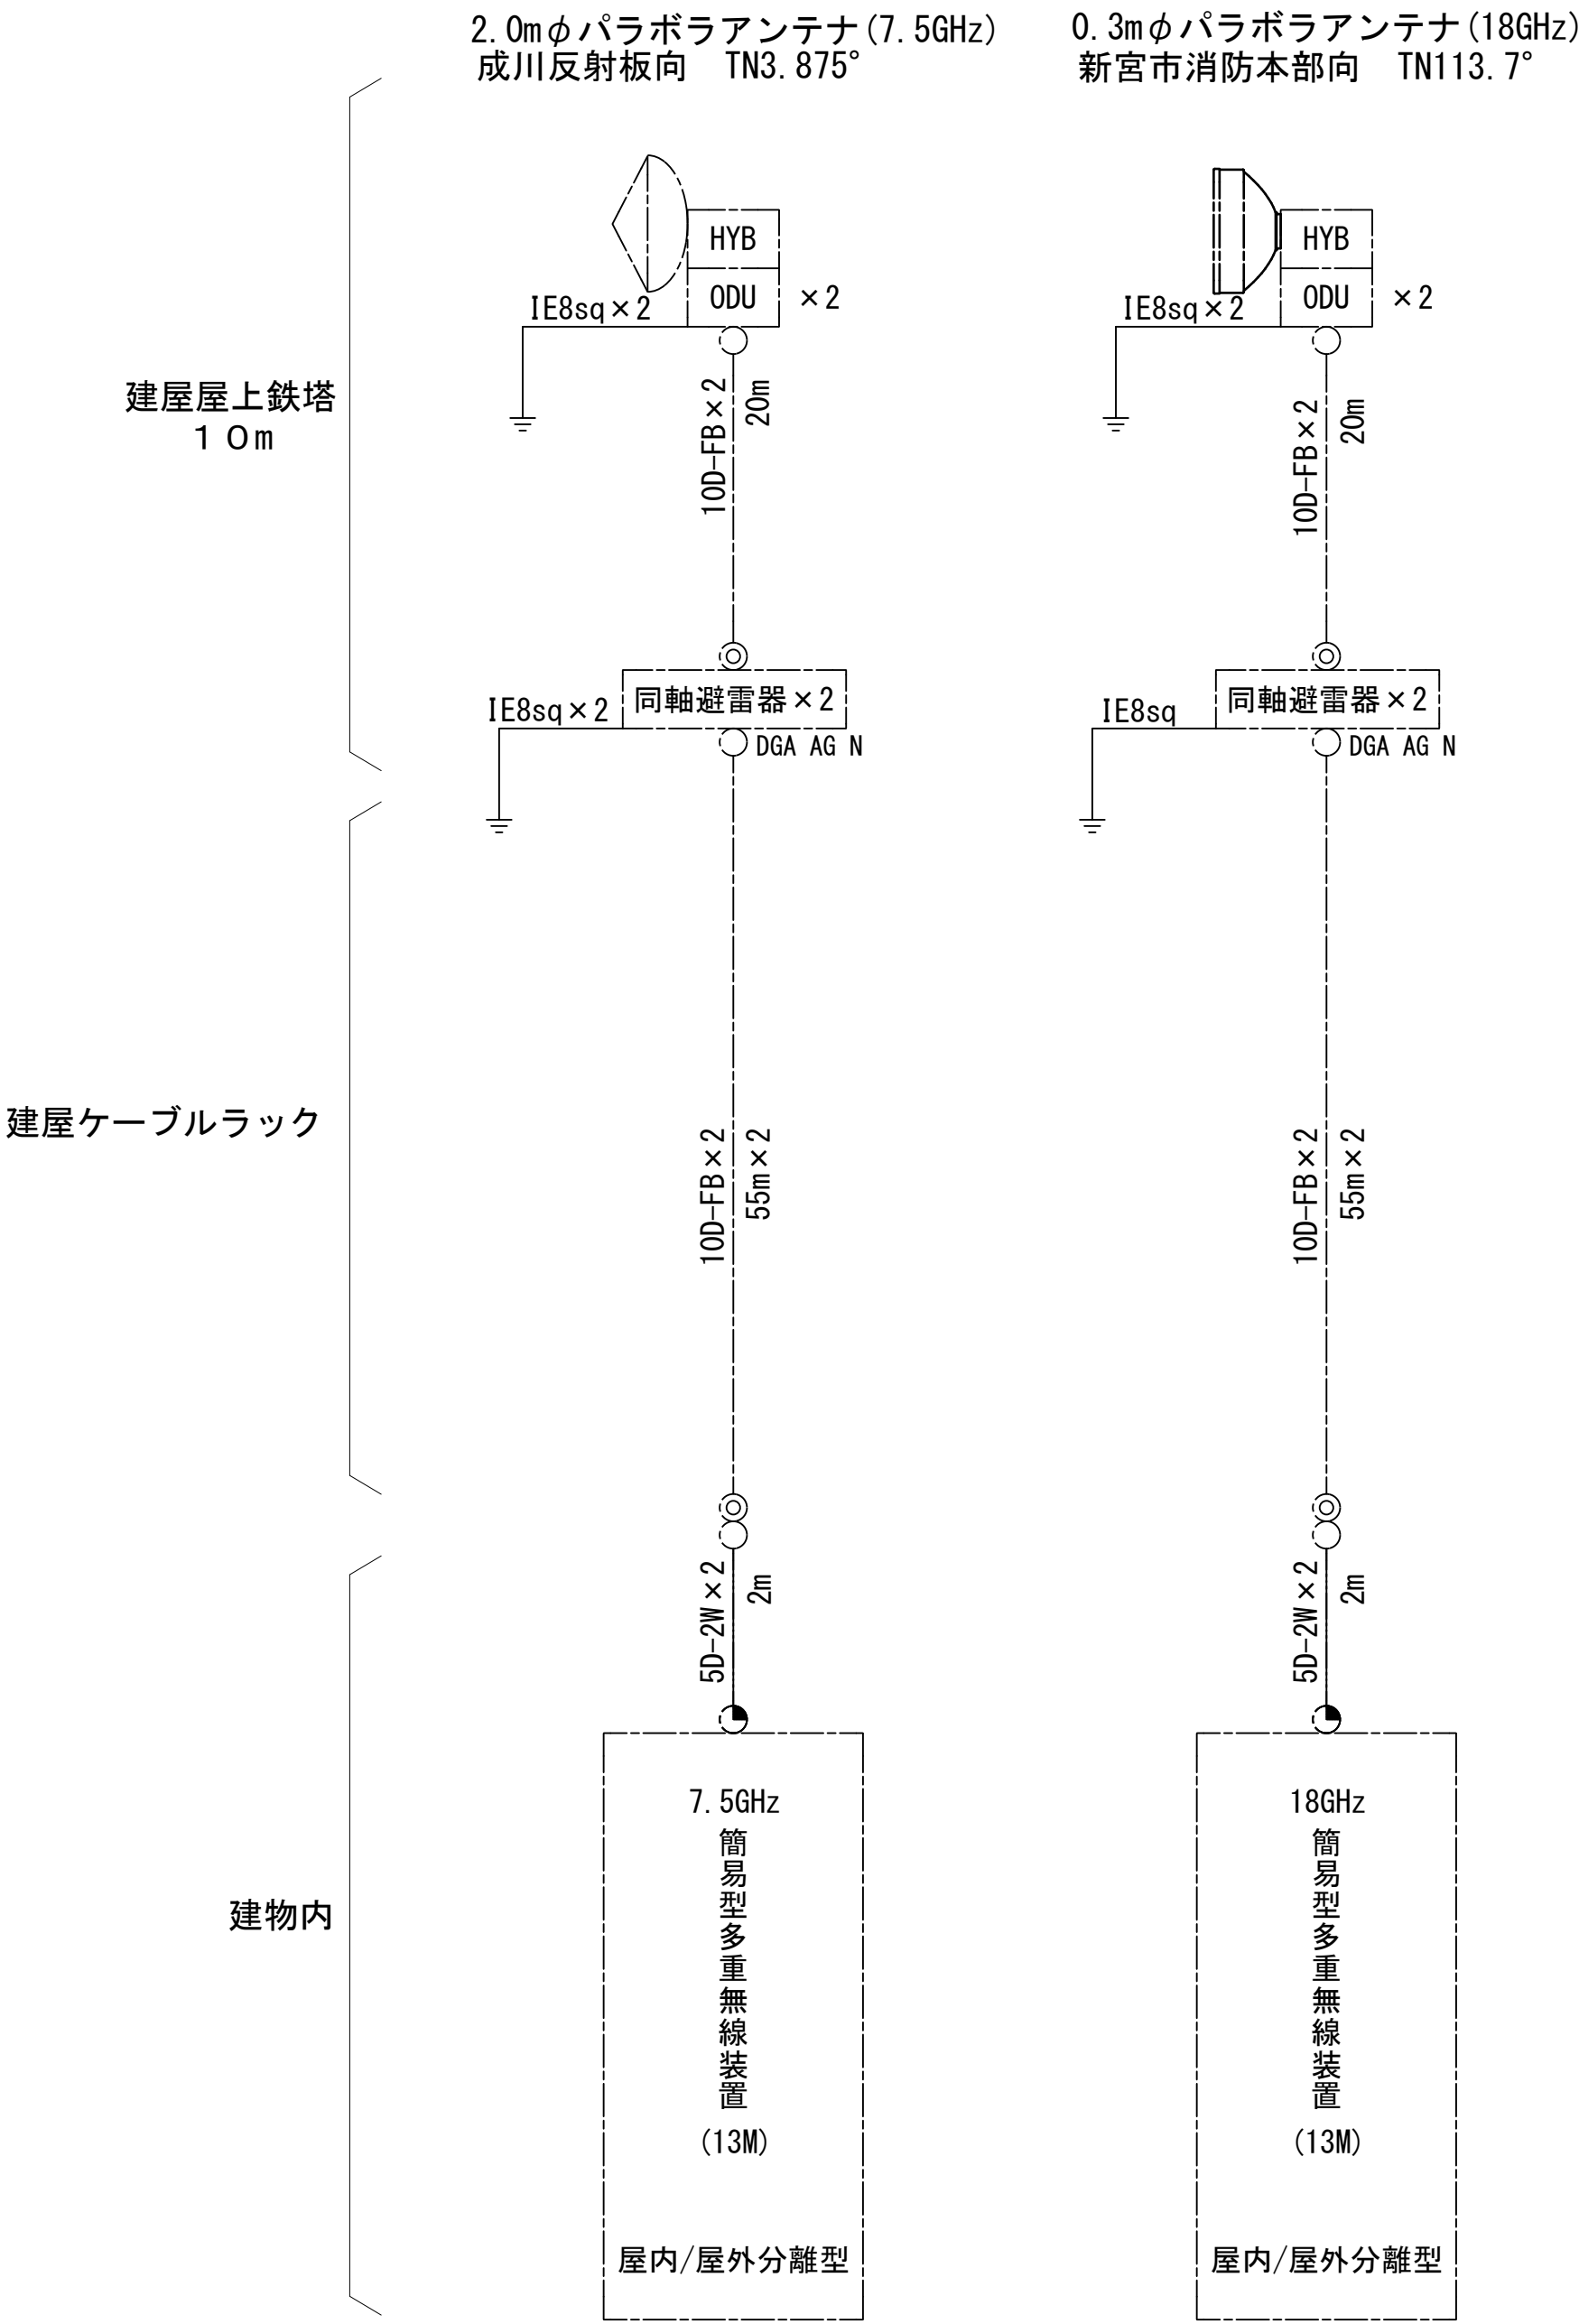 2.0mφパラボラアンテナ(7.5GHz)
成川反射板向 TN3.875°
0.3mφパラボラアンテナ(18GHz)
新宮市消防本部向 TN113.7°
建屋屋上鉄塔
10m
HYB
ODU
×2
IE8sq×2
10D-FB×2
20m
同軸避雷器×2
IE8sq×2
DGA AG N
HYB
ODU
×2
IE8sq×2
10D-FB×2
20m
同軸避雷器×2
IE8sq
DGA AG N
建屋ケーブルラック
10D-FB×2
55m×2
10D-FB×2
55m×2
建物内
5D-2W×2
2m
7.5GHz
簡易型多重無線装置
(13M)
屋内/屋外分離型
5D-2W×2
2m
18GHz
簡易型多重無線装置
(13M)
屋内/屋外分離型